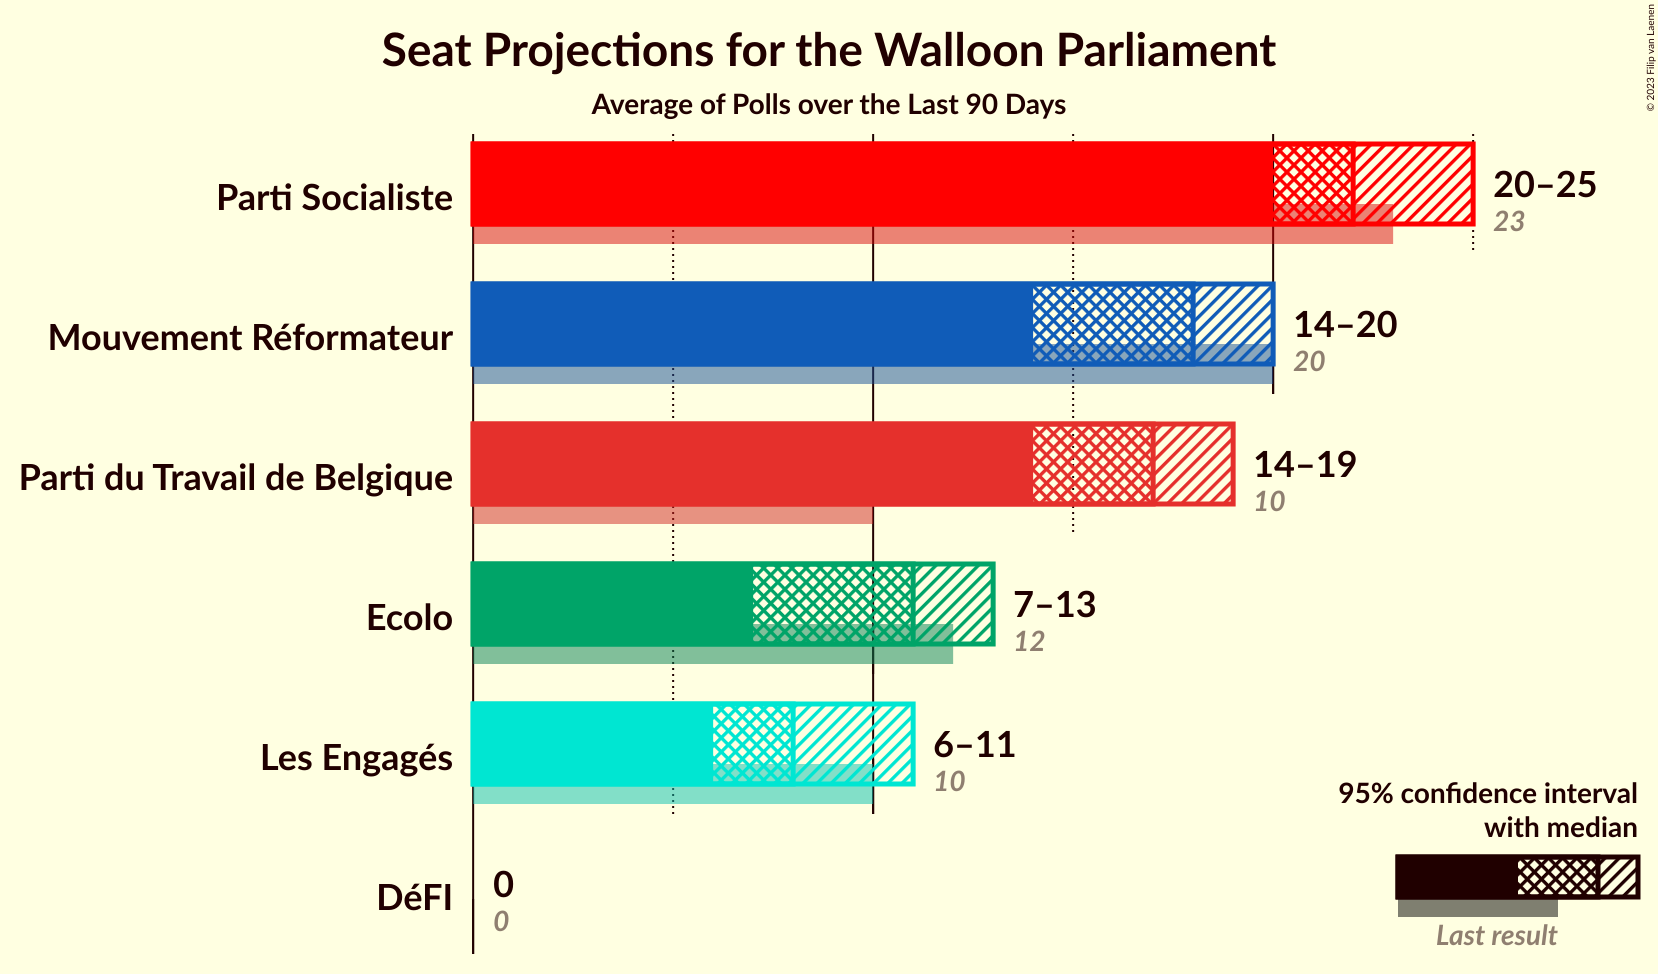 Seat Projections for the Walloon Parliament
Average of Polls over the Last 90 Days
© 2023 Filip van Laenen
Parti Socialiste
20–25
23
Mouvement Réformateur
14–20
20
Parti du Travail de Belgique
14–19
10
Ecolo
7–13
12
Les Engagés
6–11
10
DéFI
0
0
95% confidence interval
with median
Last result